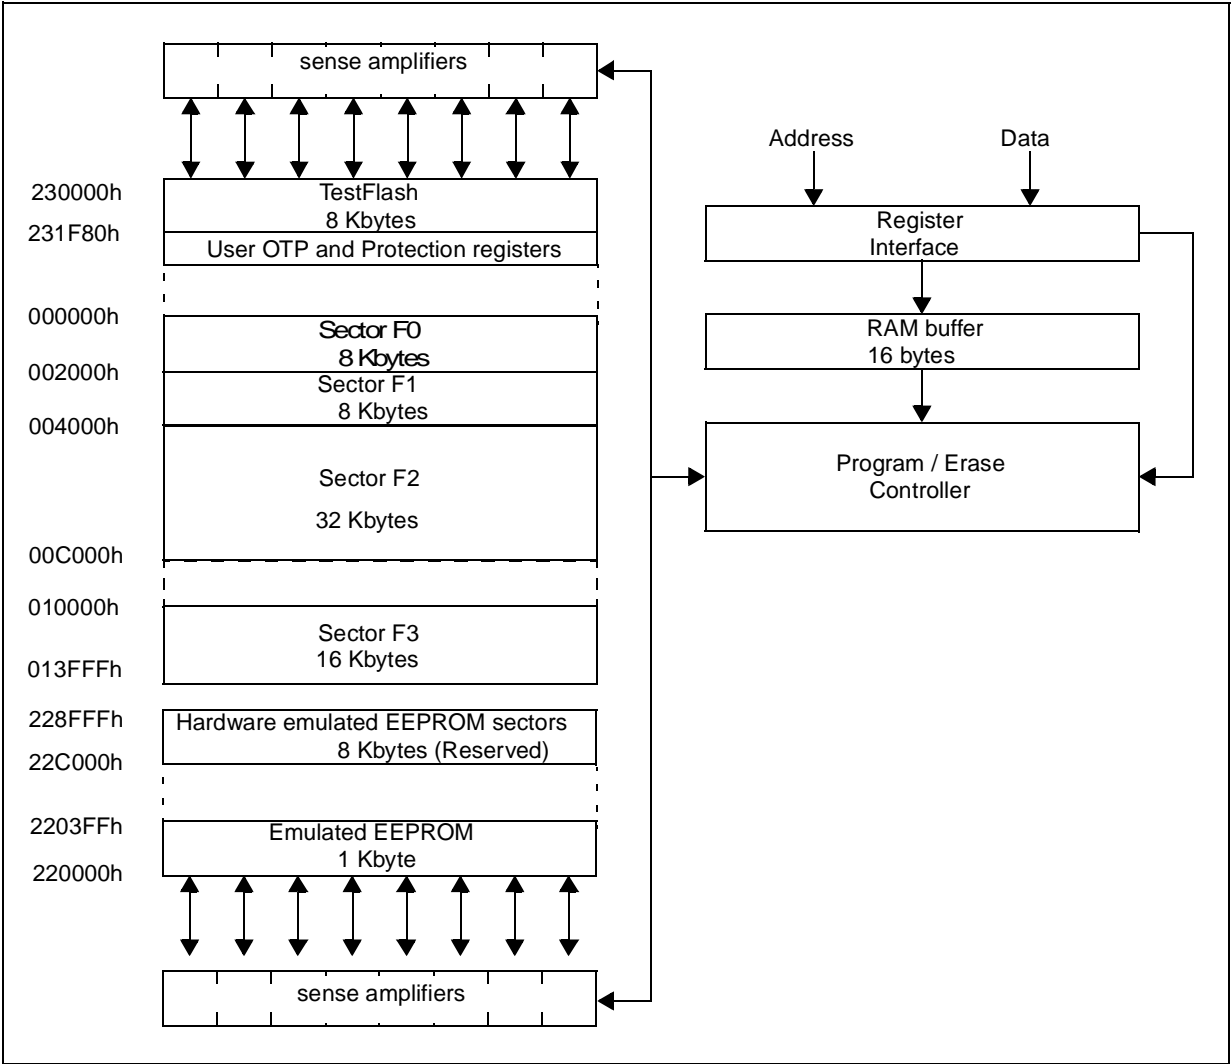 sense amplifiers
230000h
TestFlash
8 Kbytes
231F80h
User OTP and Protection registers
000000h
Sector F0
8 Kbytes
002000h
Sector F1
8 Kbytes
004000h
Sector F2
32 Kbytes
00C000h
010000h
Sector F3
16 Kbytes
013FFFh
228FFFh
Hardware emulated EEPROM sectors
8 Kbytes (Reserved)
22C000h
2203FFh
Emulated EEPROM
1 Kbyte
220000h
sense amplifiers
Address
Data
Register
Interface
RAM buffer
16 bytes
Program / Erase
Controller